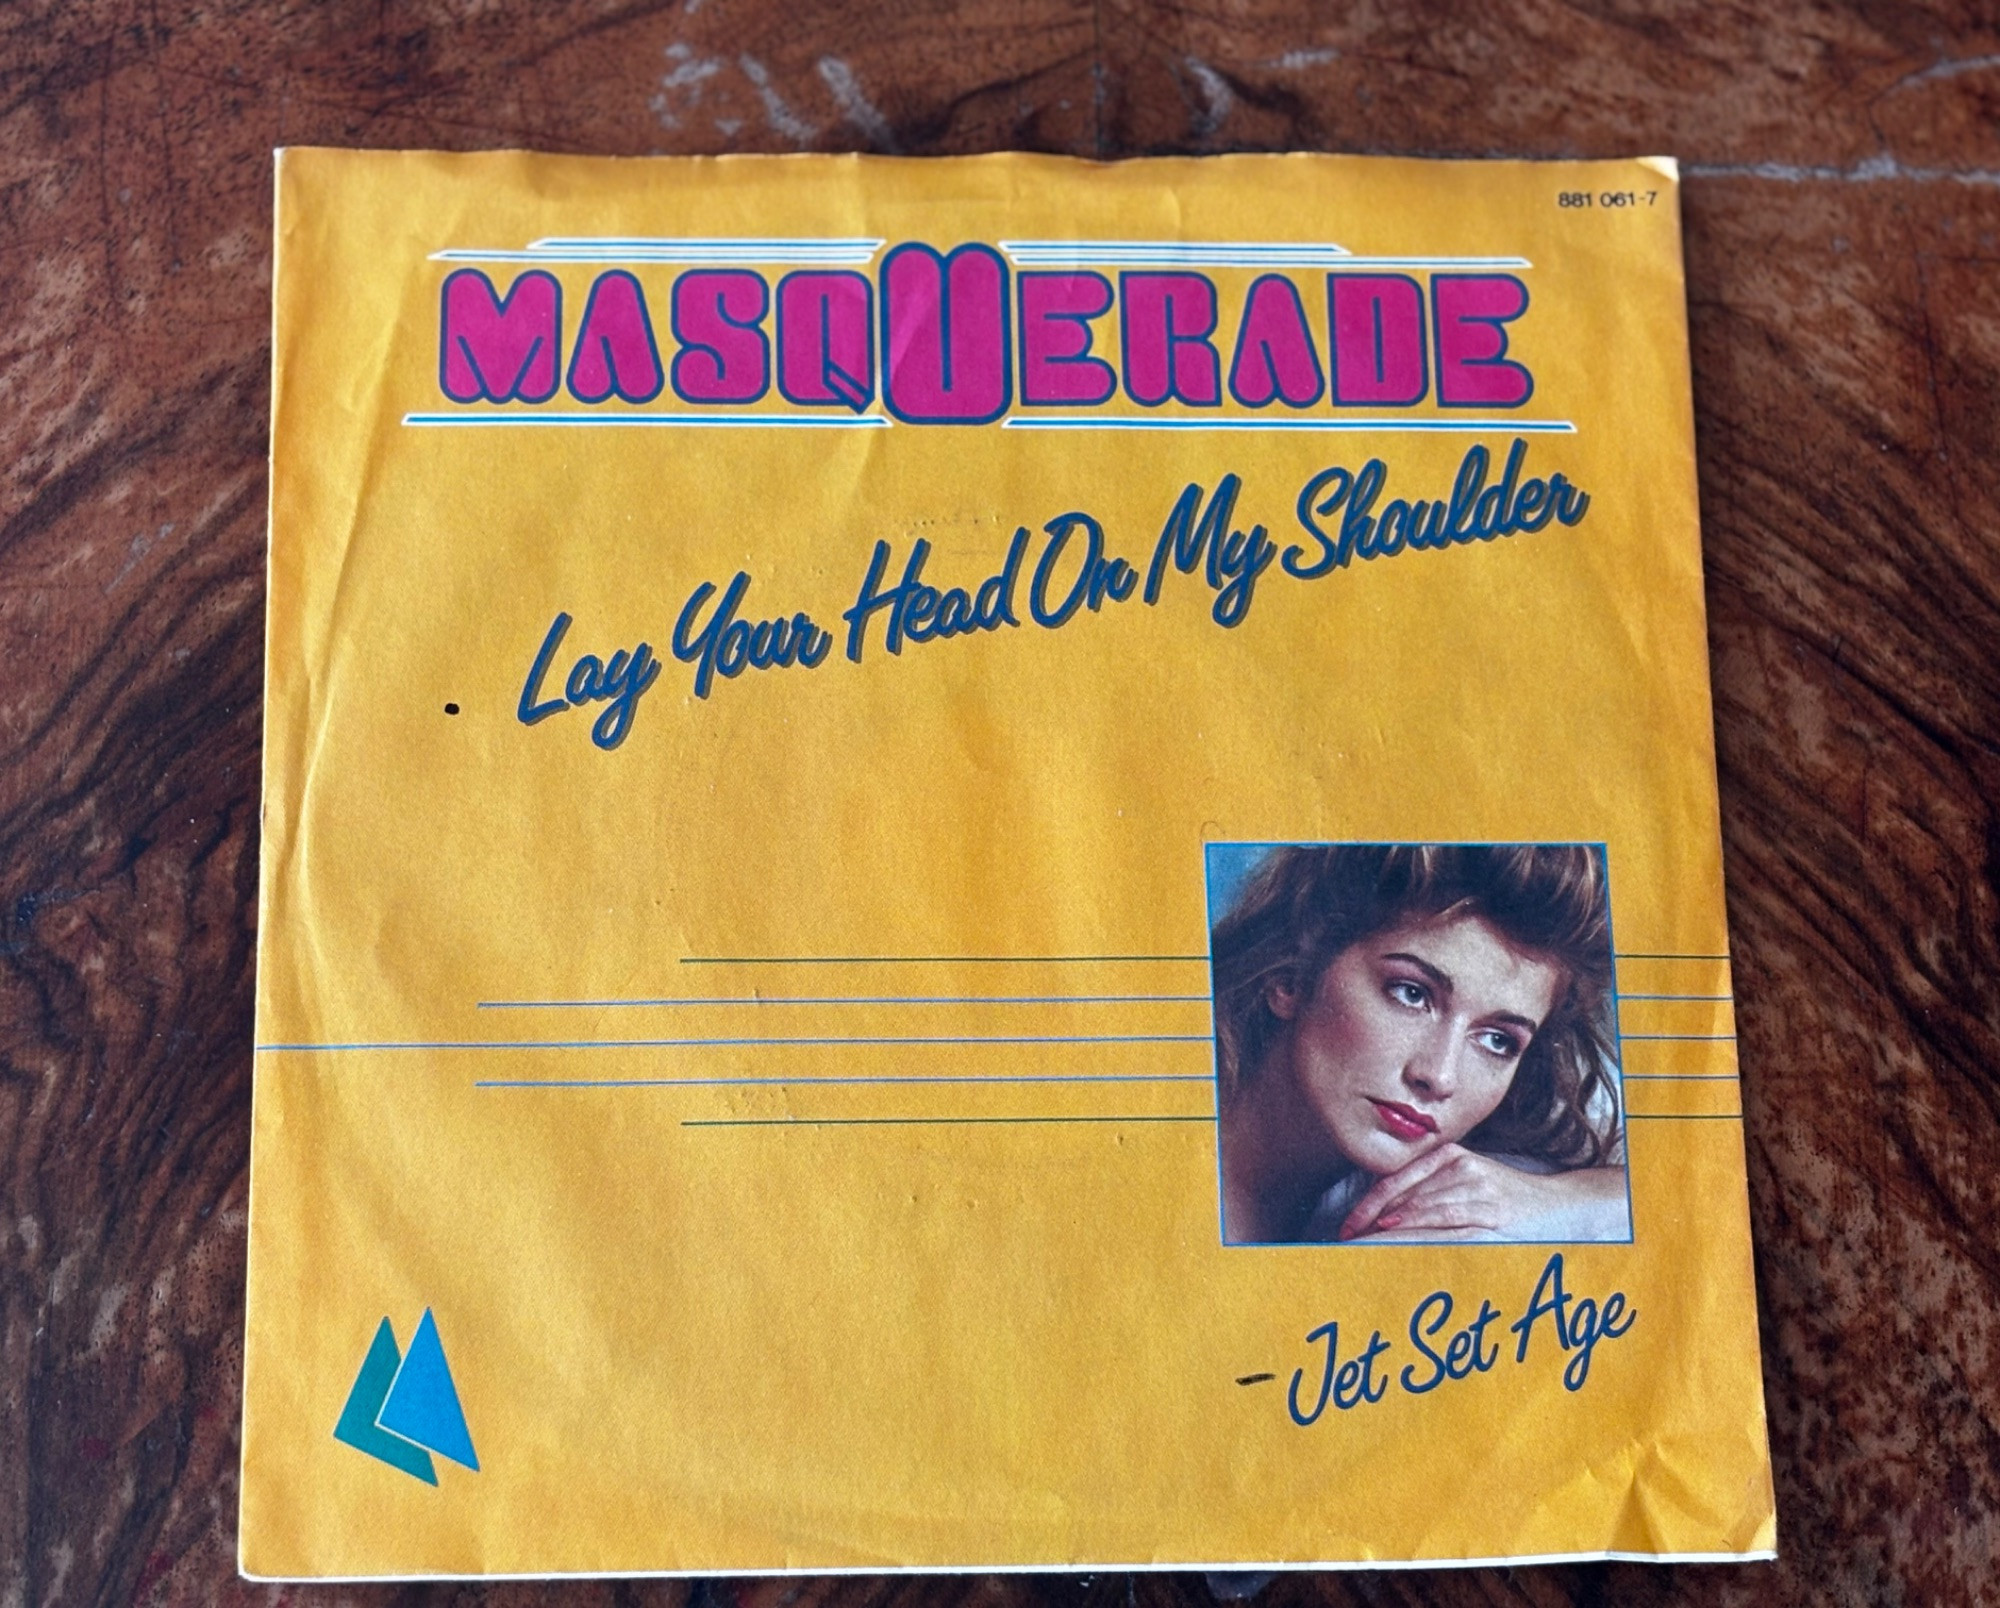 881 061-7
MASQUERADE
Lay Your Head On My Shoulder
- Jet Set Age